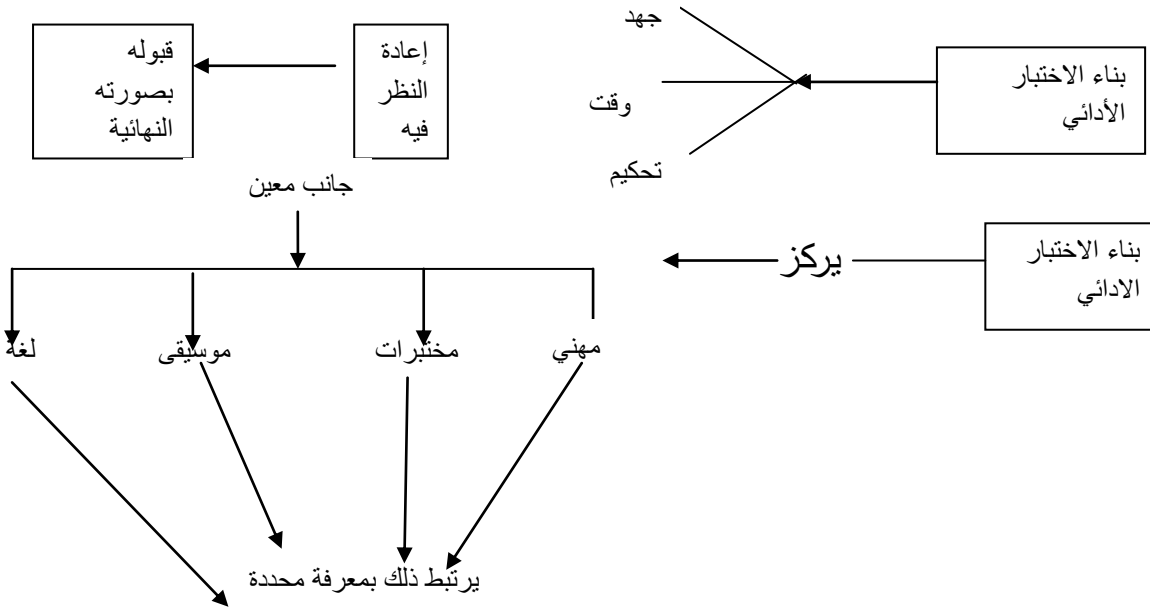 بناء الاختبار
الأدائي
جهد
وقت
تحكيم
إعادة
النظر
فيه
قبوله
بصورته
النهائية
بناء الاختبار
الادائي
يركز
جانب معين
مهني
مختبرات
موسيقى
لغة
يرتبط ذلك بمعرفة محددة